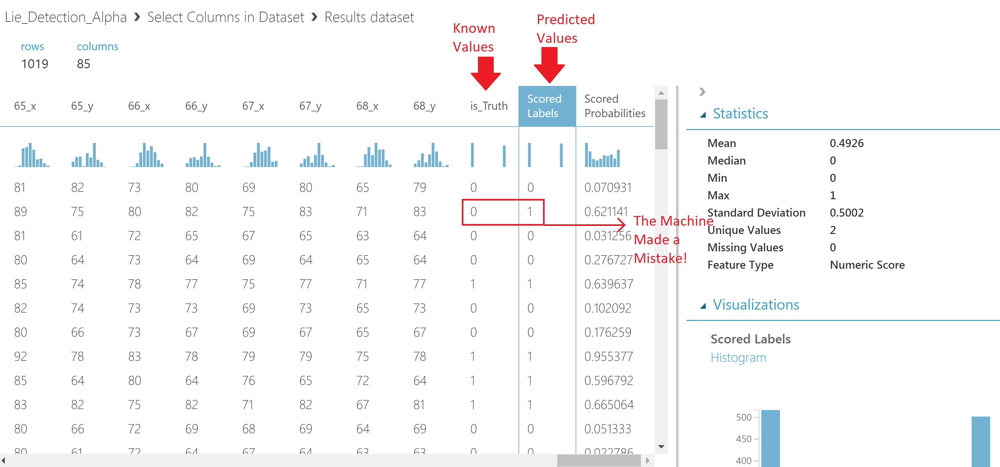 Lie_Detection_Alpha › Select Columns in Dataset › Results dataset
rows columns
1019 85
Known
Values
Predicted
Values
65_x 65_y 66_x 66_y 67_x 67_y 68_x 68_y is_Truth Scored Labels Scored Probabilities
81 82 73 80 69 80 65 79 0 0 0.070931
89 75 80 82 75 83 71 83 0 1 0.621141
81 61 72 65 67 65 63 64 0 0 0.031256
80 64 73 64 69 64 65 64 0 0 0.276727
85 74 78 77 75 77 71 77 1 1 0.639637
82 74 73 73 69 73 65 73 0 0 0.102092
80 66 73 67 69 67 65 67 0 0 0.176259
92 78 83 78 79 79 75 78 1 1 0.955377
85 64 80 64 76 65 72 64 1 1 0.596792
83 82 75 82 71 82 67 81 1 1 0.665064
80 66 72 69 68 69 64 69 0 0 0.051333
80 61 72 64 67 64 63 63 0 0 0.022786
The Machine
Made a
Mistake!
Statistics
Mean 0.4926
Median 0
Min 0
Max 1
Standard Deviation 0.5002
Unique Values 2
Missing Values 0
Feature Type Numeric Score
Visualizations
Scored Labels
Histogram
500
450
400